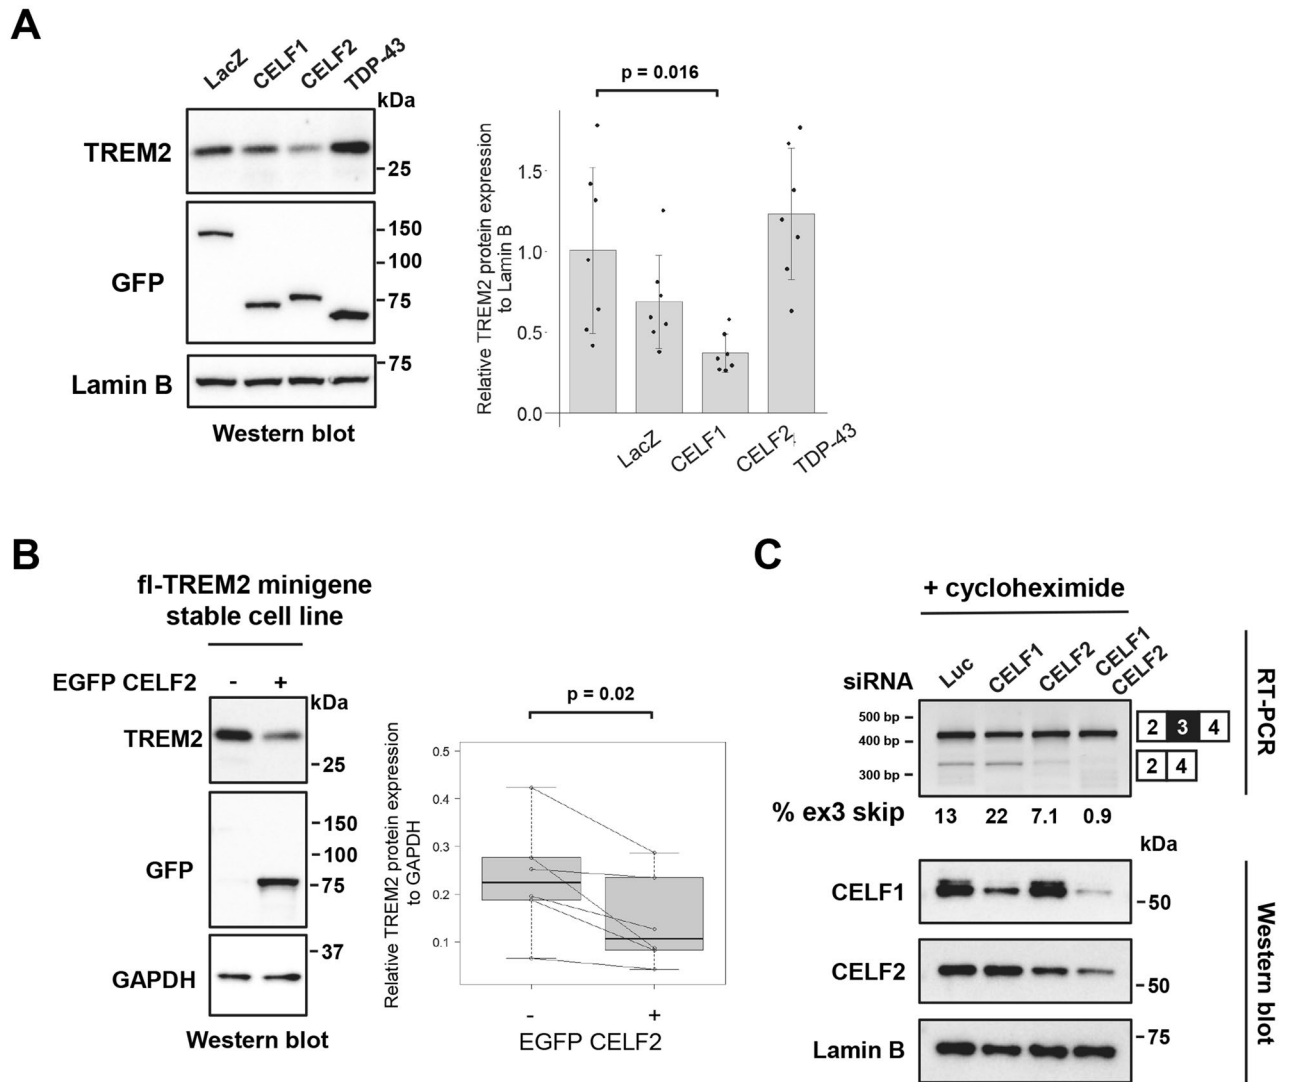 A
LacZ CELF1 CELF2 TDP-43
kDa
TREM2
25
GFP
150
100
75
Lamin B
75
Western blot
p = 0.016
Relative TREM2 protein expression
to Lamin B
1.5
1.0
0.5
0.0
LacZ CELF1 CELF2 TDP-43
B
fl-TREM2 minigene
stable cell line
EGFP CELF2 - +
kDa
TREM2
25
GFP
150
100
75
GAPDH
37
Western blot
p = 0.02
Relative TREM2 protein expression
to GAPDH
0.5
0.4
0.3
0.2
0.1
- +
EGFP CELF2
C
+ cycloheximide
siRNA Luc CELF1 CELF2 CELF1
CELF2
500 bp
400 bp
300 bp
2 3 4
2 4
RT-PCR
% ex3 skip 13 22 7.1 0.9
kDa
CELF1
50
CELF2
50
Lamin B
75
Western blot